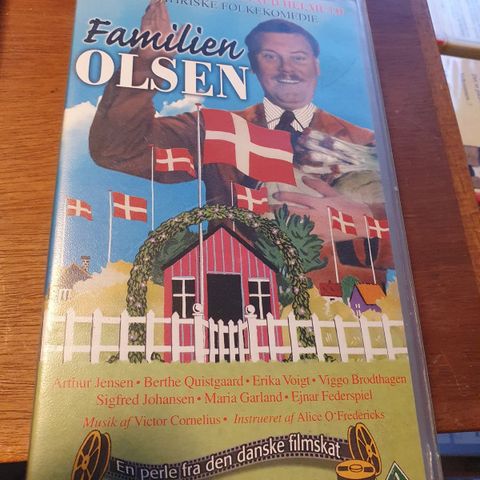 FOLKEKOMEDIE
Familien
OLSEN
Arthur Jensen • Berthe Quistgaard • Erika Voigt • Viggo Brodthagen
Sigfred Johansen • Maria Garland • Ejnar Federspiel
Musik af Victor Cornelius • Instrueret af Alice O'Fredericks
En perle fra den danske filmskat